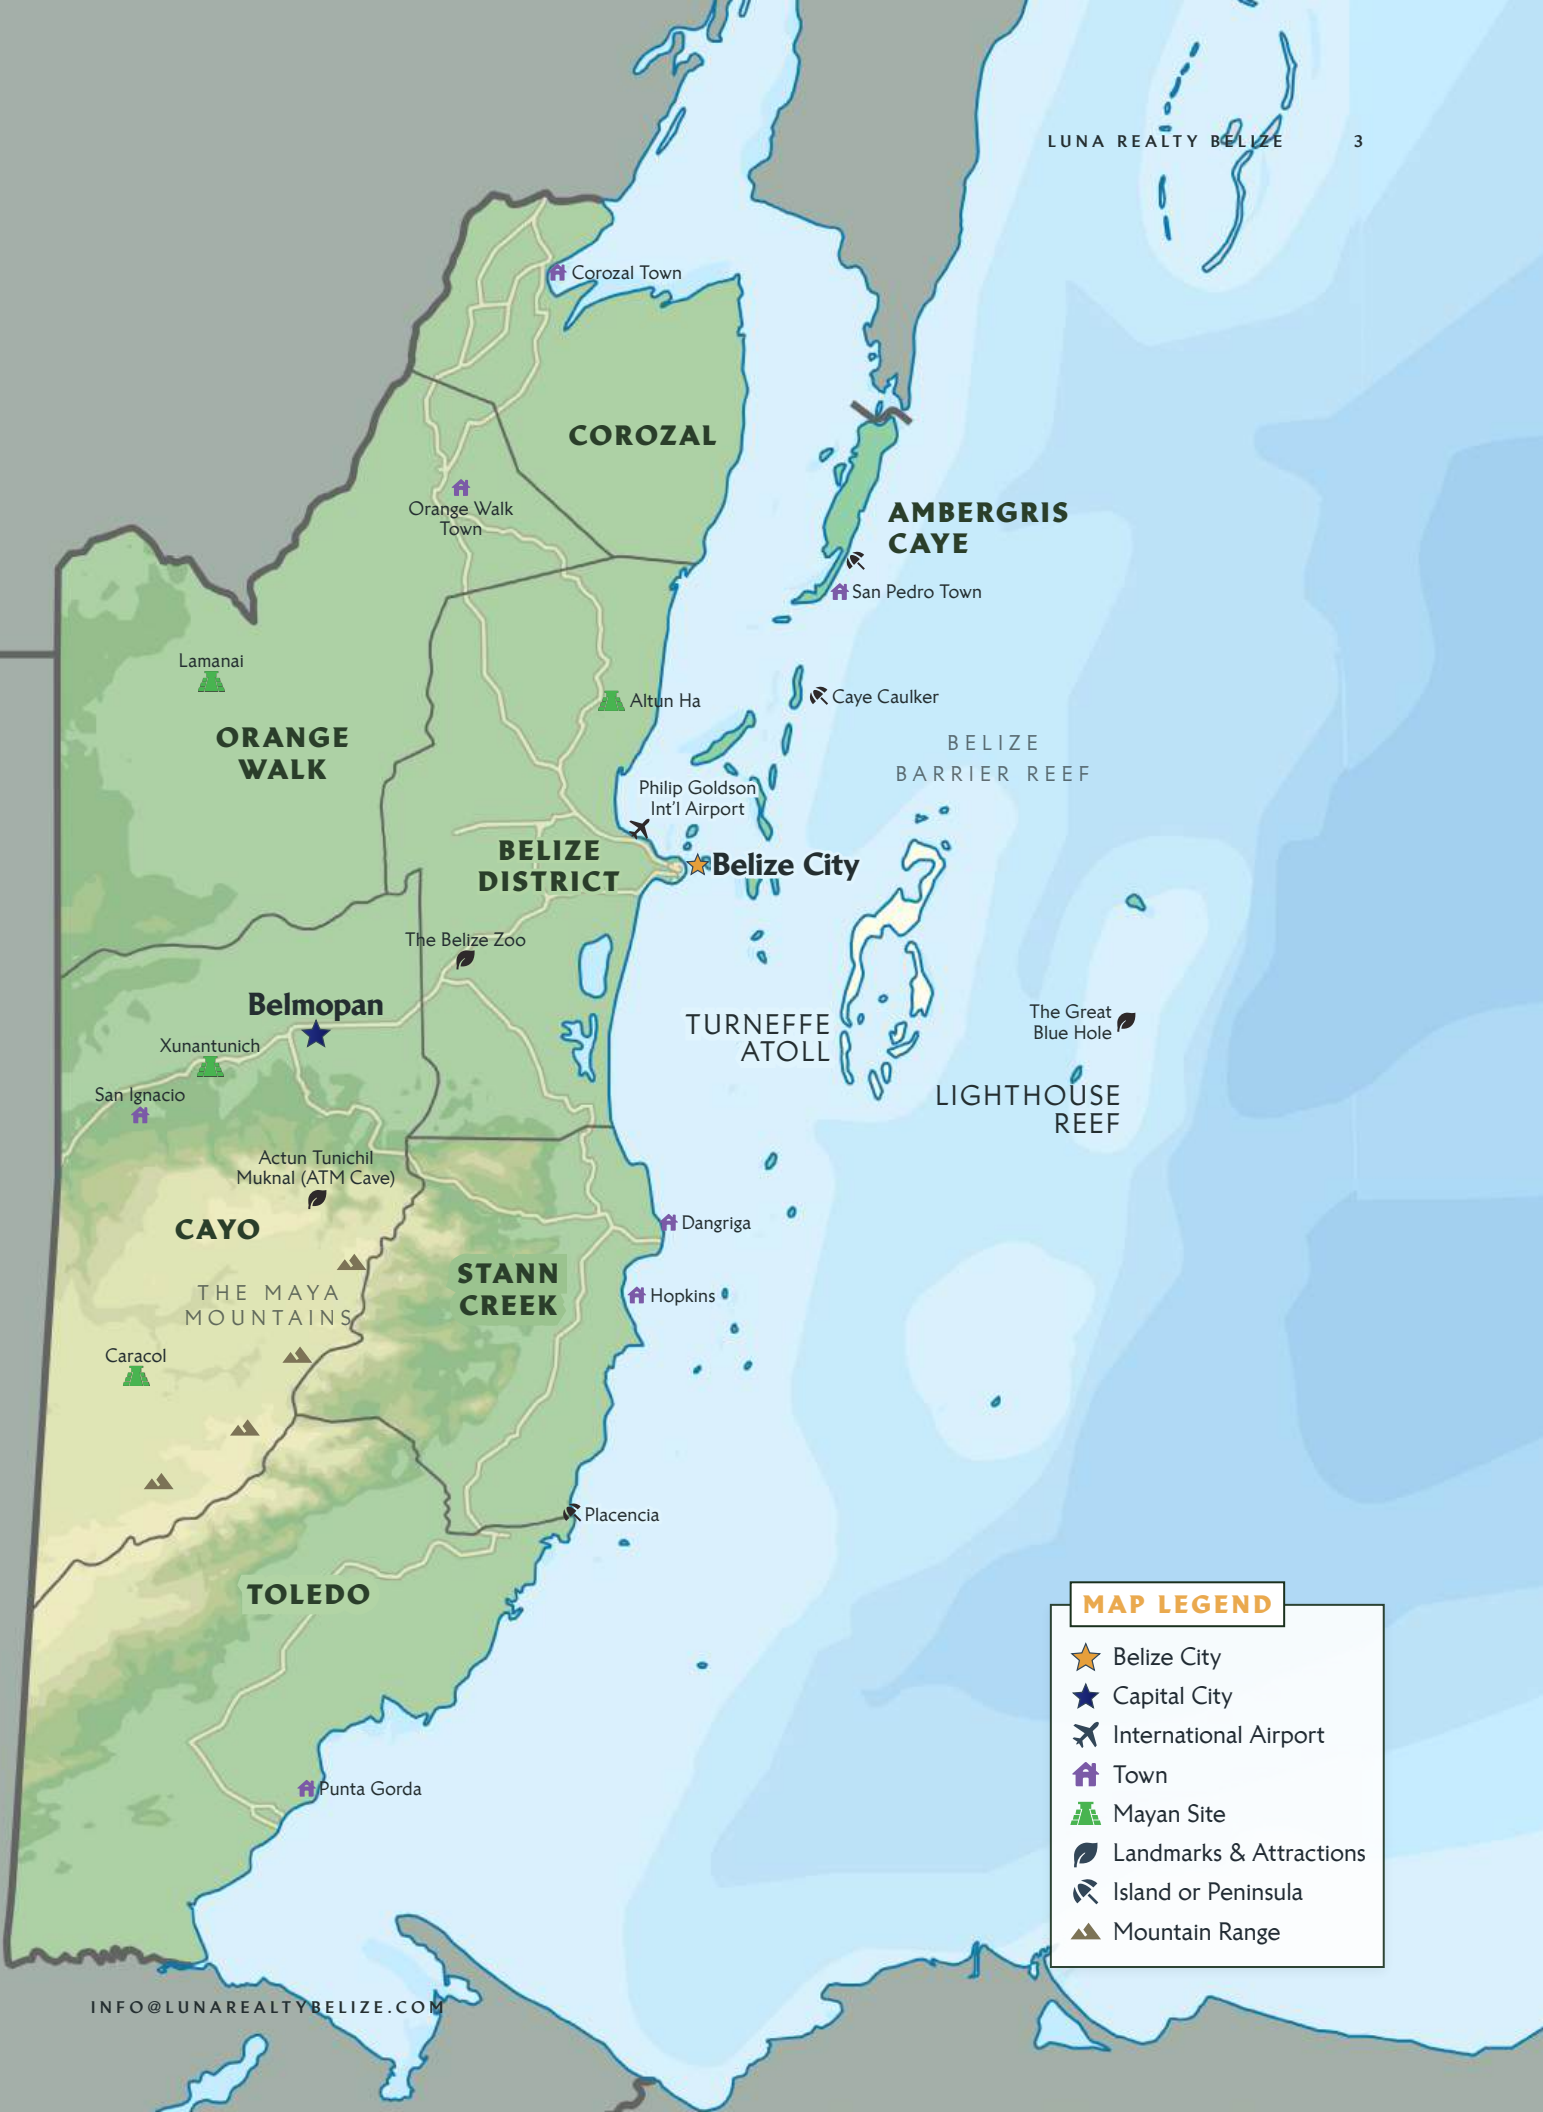 LUNA REALTY BELIZE 3
Corozal Town
COROZAL
Orange Walk
Town
AMBERGRIS
CAYE
San Pedro Town
Lamanai
Altun Ha
Caye Caulker
ORANGE
WALK
BELIZE
BARRIER REEF
Philip Goldson
Int'l Airport
BELIZE
DISTRICT
Belize City
The Belize Zoo
Belmopan
TURNEFFE
ATOLL
The Great
Blue Hole
Xunantunich
San Ignacio
LIGHTHOUSE
REEF
Actun Tunichil
Muknal (ATM Cave)
CAYO
Dangriga
STANN
CREEK
THE MAYA
MOUNTAINS
Hopkins
Caracol
Placencia
TOLEDO
Punta Gorda
MAP LEGEND
Belize City
Capital City
International Airport
Town
Mayan Site
Landmarks & Attractions
Island or Peninsula
Mountain Range
INFO@LUNAREALTYBELIZE.COM